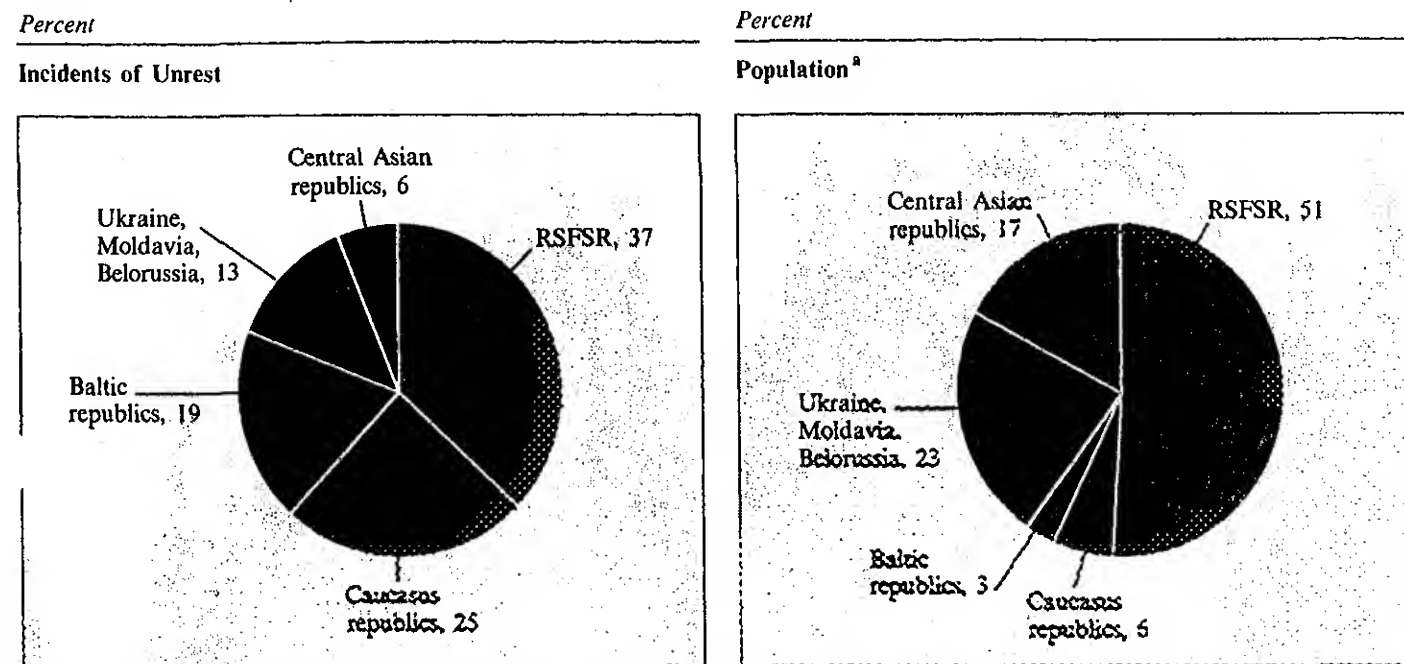 Percent
Incidents of Unrest
Central Asian
republics, 6
Ukraine,
Moldavia,
Belorussia, 13
RSFSR, 37
Baltic
republics, 19
Caucasus
republics, 25
Percent
Population a
Central Asian
republics, 17
RSFSR, 51
Ukraine,
Moldavia,
Belorussia, 23
Baltic
republics, 3
Caucasus
republics, 6